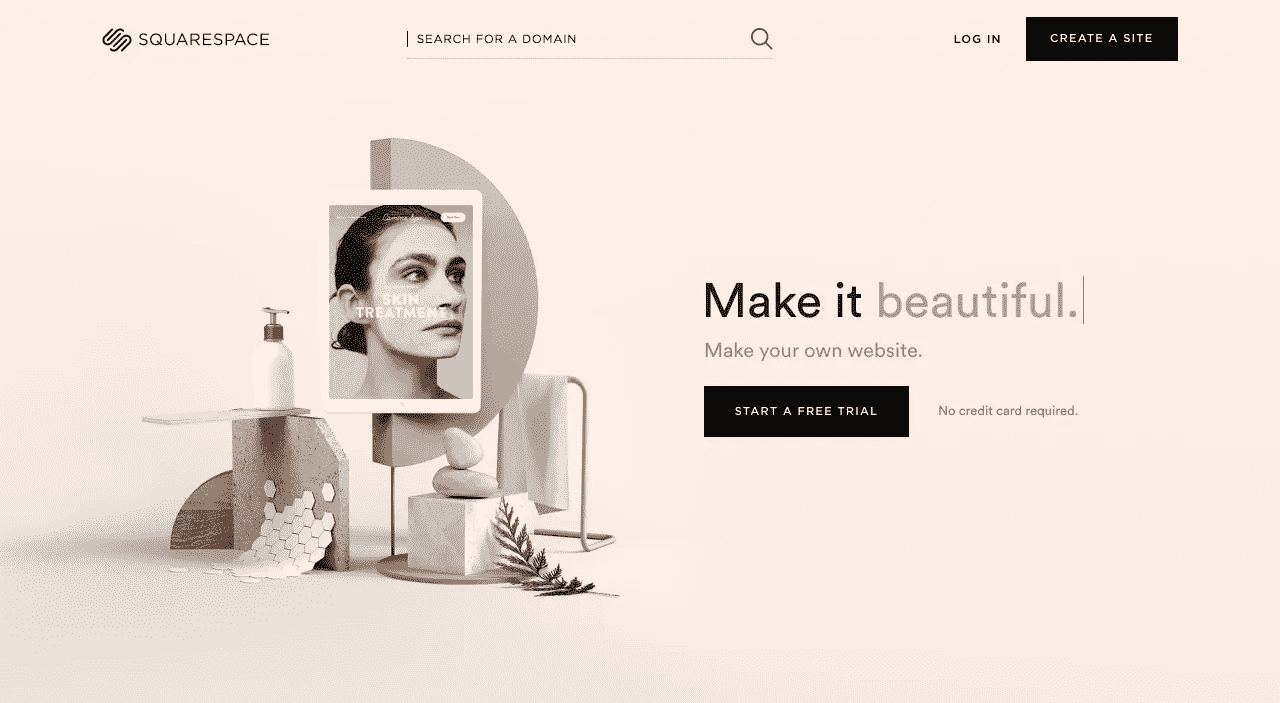 SQUARESPACE
SEARCH FOR A DOMAIN
LOG IN
CREATE A SITE
SKIN
TREATMENT
Make it beautiful.
Make your own website.
START A FREE TRIAL
No credit card required.